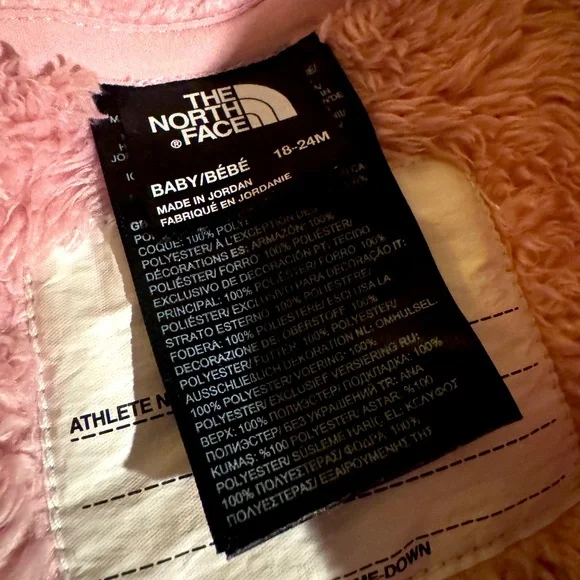 THE
NORTH
FACE
®
18-24M
BABY/BÉBÉ
MADE IN JORDAN
FABRIQUÉ EN JORDANIE
COQUE: 100%
POLYESTER/ À L'EXCEPTION DE
DÉCORATIONS ES: ARMAZÓN: 100%
POLIÉSTER/ FORRO: 100% POLIÉSTER/
EXCLUSIVO DE DECORACIÓN PT: TECIDO
PRINCIPAL: 100% POLIÉSTER/ FORRO: 100%
POLIÉSTER/ EXCLUSIVO PARA DECORAÇÃO IT:
STRATO ESTERNO: 100% POLIESTERE/
FODERA: 100% POLIESTERE/ ESCLUSA LA
DECORAZIONE DE: OBERSTOFF: 100%
POLYESTER/ FUTTER: 100% POLYESTER/
AUSSCHLIEẞLICH DEKORATION NL: OMHULSEL:
100% POLYESTER/ VOERING: 100%
POLYESTER/ EXCLUSIEF VERSIERING RU:
ВЕРХ: 100% ПОЛИЭСТЕР/ ПОДКЛАДКА: 100%
ПОЛИЭСТЕР/ БЕЗ УКРАШЕНИЙ TR: ANA
KUMAŞ: %100 POLYESTER/ ASTAR: %100
POLYESTER/ SÜSLEME HARİÇ EL: ΚΕΛΥΦΟΣ
100% ΠΟΛΥΕΣΤΕΡΑΣ/ ΦΟΔΡΑ: 100%
ΠΟΛΥΕΣΤΕΡΑΣ/ ΕΞΑΙΡΟΥΜΕΝΗΣ ΤΗΣ
ATHLETE N
-DOWN